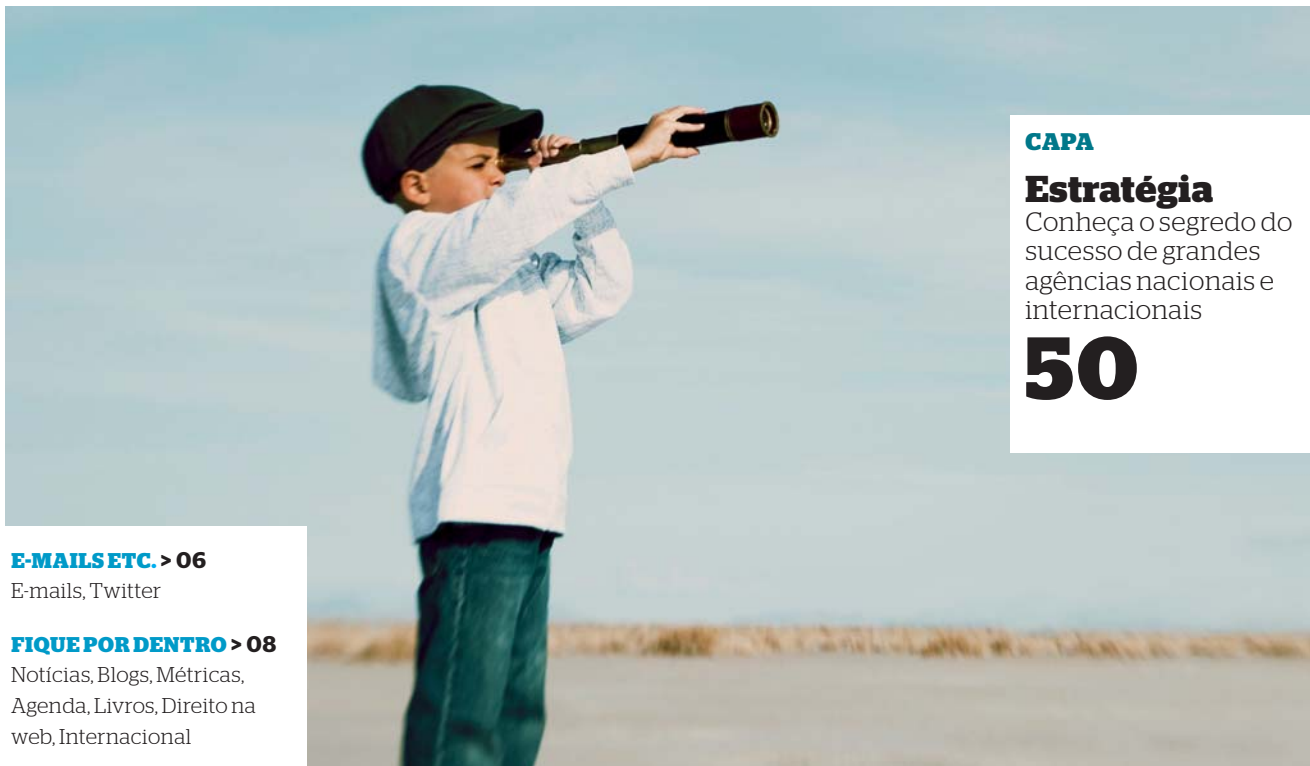 CAPA
Estratégia
Conheça o segredo do
sucesso de grandes
agências nacionais e
internacionais
50
E-MAILS ETC. > 06
E-mails, Twitter
FIQUE POR DENTRO > 08
Notícias, Blogs, Métricas,
Agenda, Livros, Direito na
web, Internacional